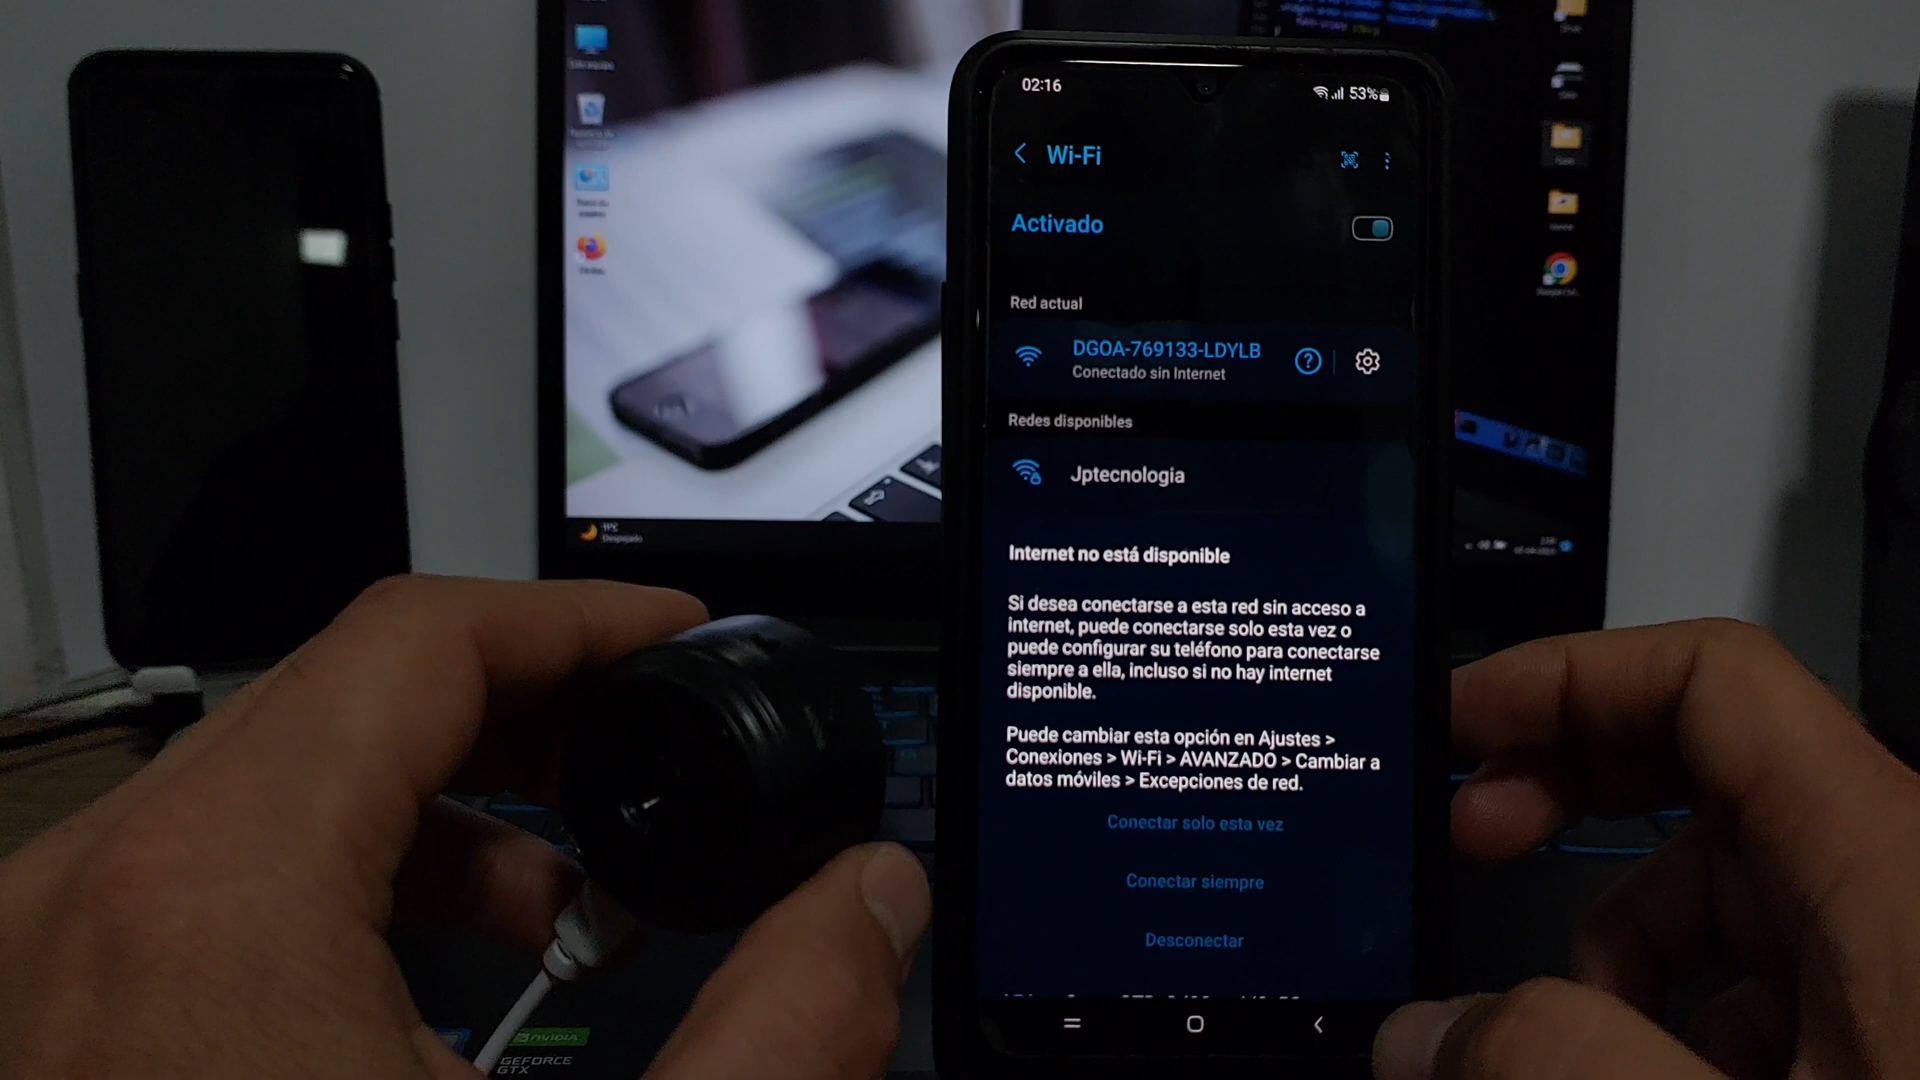 02:16
53%
Wi-Fi
Activado
Red actual
DGOA-769133-LDYLB
Conectado sin Internet
Redes disponibles
Jptecnologia
Internet no está disponible
Si desea conectarse a esta red sin acceso a
internet, puede conectarse solo esta vez o
puede configurar su teléfono para conectarse
siempre a ella, incluso si no hay internet
disponible.
Puede cambiar esta opción en Ajustes >
Conexiones > Wi-Fi > AVANZADO > Cambiar a
datos móviles > Excepciones de red.
Conectar solo esta vez
Conectar siempre
Desconectar
11°C
Despejado
NVIDIA
GEFORCE
GTX